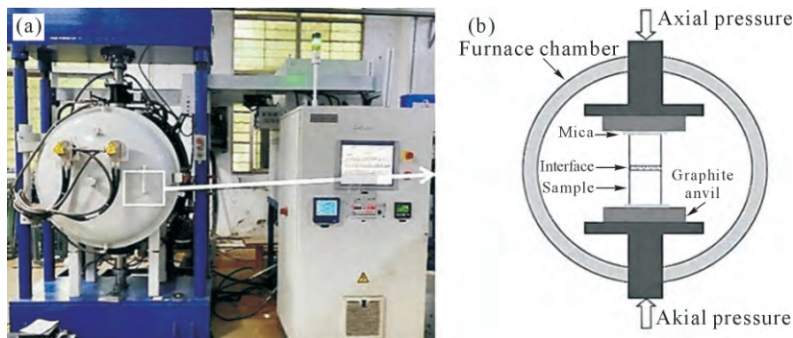 (a)
(b)
Axial pressure
Furnace chamber
Mica
Interface
Sample
Graphite
anvil
Akial pressure